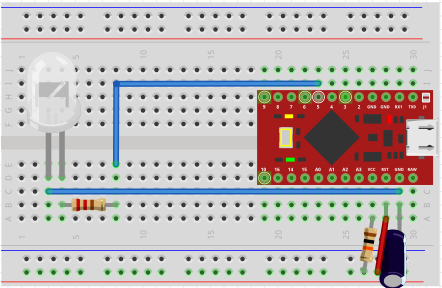 1 5 10 15 20 25 30
J
I
H
G
F
9 8 7 6 5 4 3 2 GND GND RX1 TX0 J1
10 16 14 15 A0 A1 A2 A3 VCC RST GND RAW
E
D
C
B
A
1 5 10 15 20 25 30